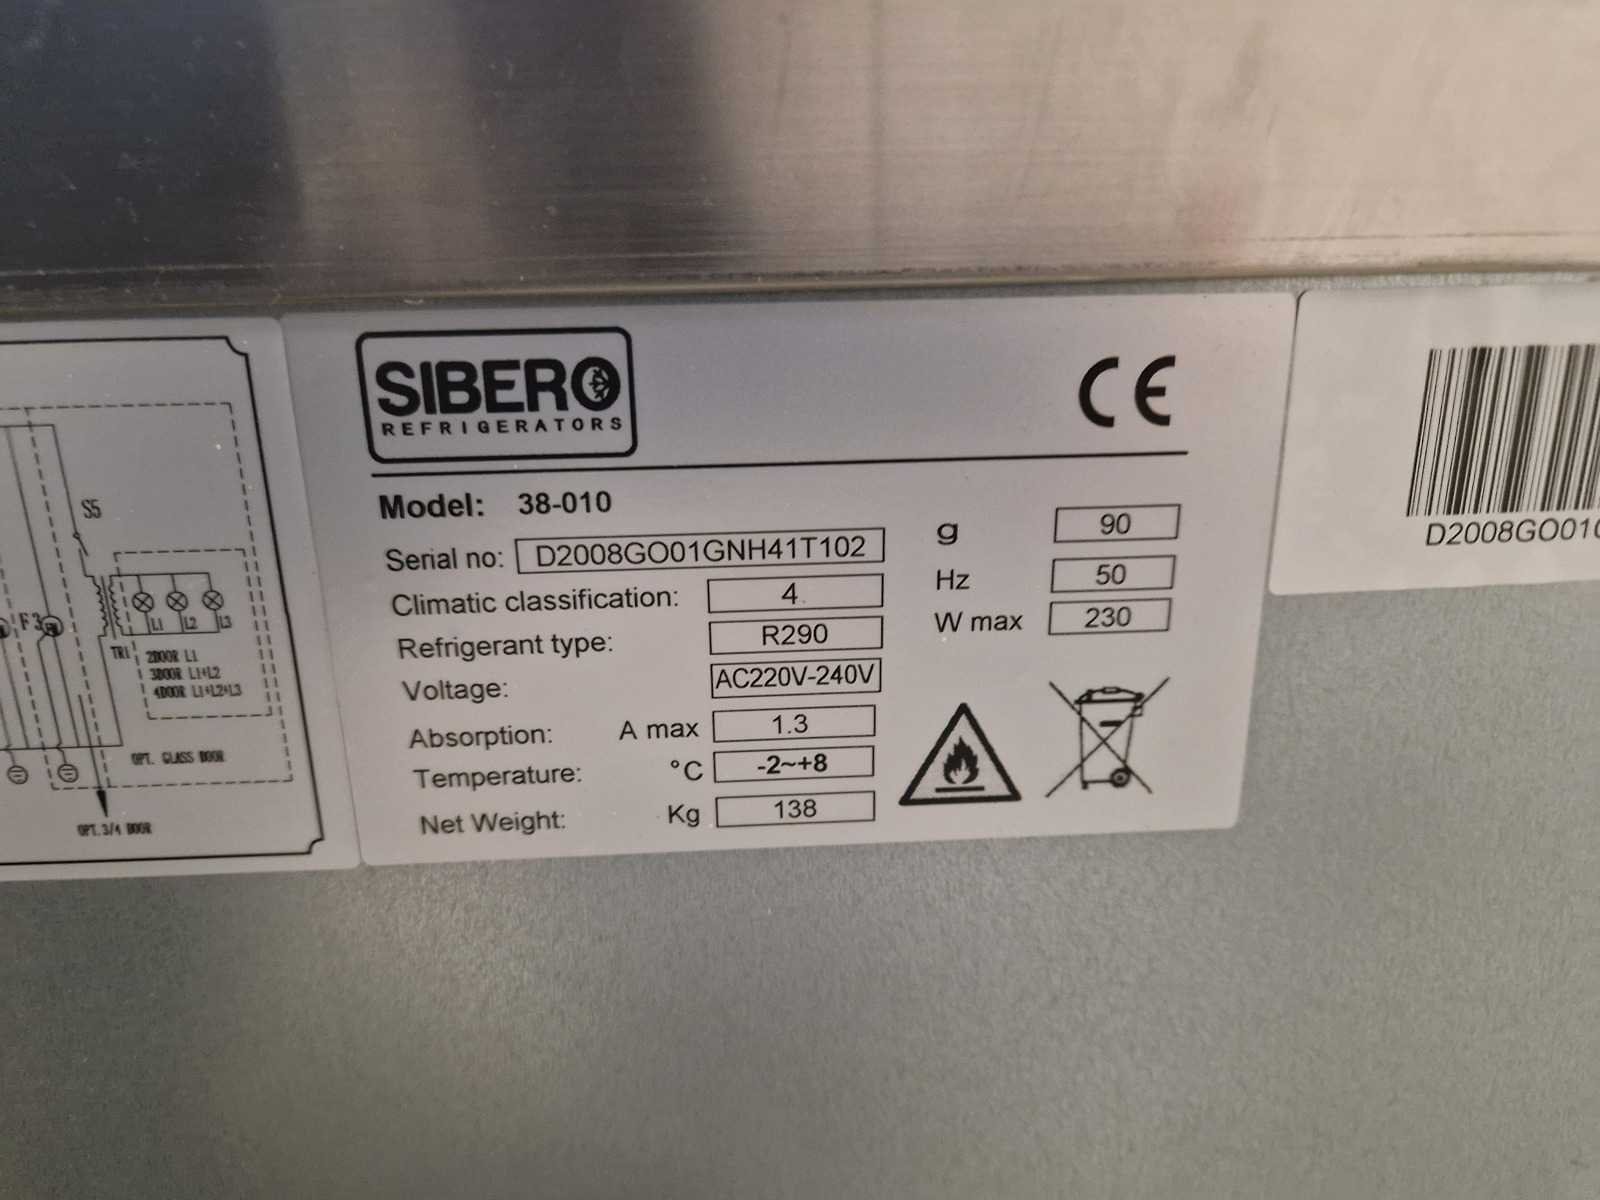 SIBERO
REFRIGERATORS
CE
Model: 38-010
Serial no: D2008GO01GNH41T102
Climatic classification: 4
Refrigerant type: R290
Voltage: AC220V-240V
Absorption: A max 1.3
Temperature: °C -2~+8
Net Weight: Kg 138
g 90
Hz 50
W max 230
S5
F3
L1 L2 L3
TR1
2DOOR L1
3DOOR L1+L2
4DOOR L1+L2+L3
OPT. GLASS DOOR
OPT. 3/4 DOOR
D2008GO01